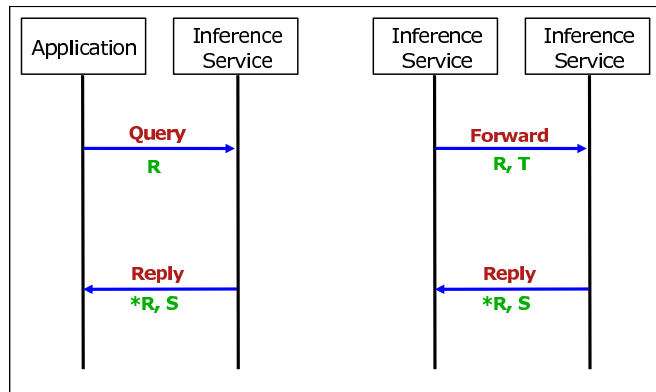 Application
Inference
Service
Inference
Service
Inference
Service
Query
R
Forward
R, T
Reply
*R, S
Reply
*R, S